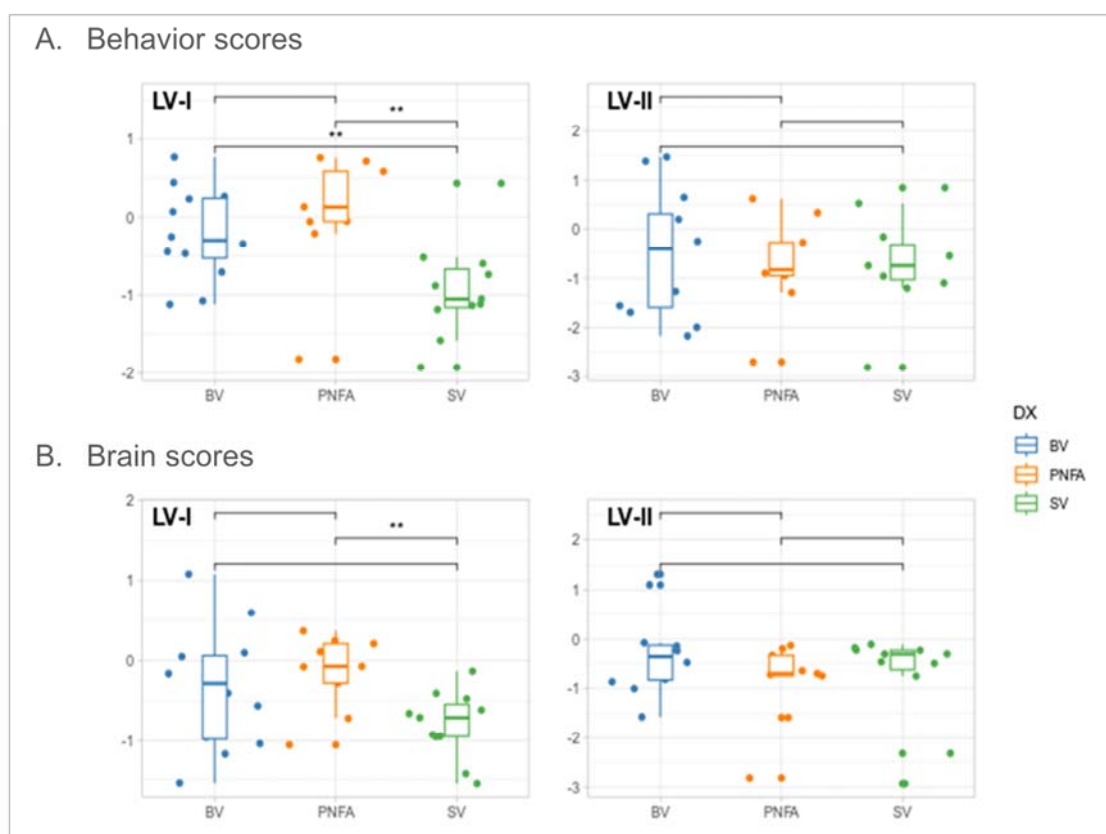 A. Behavior scores
LV-I
**
**
1
0
-1
-2
BV PNFA SV
LV-II
2
1
0
-1
-2
-3
BV PNFA SV
DX
BV
PNFA
SV
B. Brain scores
LV-I
**
2
1
0
-1
BV PNFA SV
LV-II
2
1
0
-1
-2
-3
BV PNFA SV